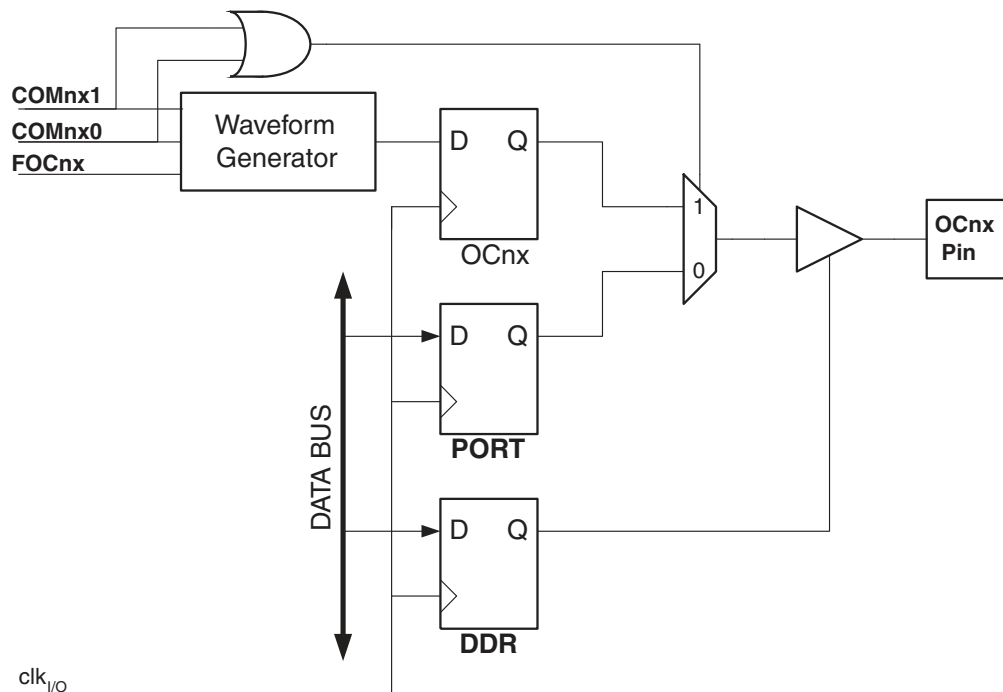 COMnx1
COMnx0
FOCnx
Waveform
Generator
D Q
OCnx
1
0
OCnx
Pin
D Q
PORT
DATA BUS
D Q
DDR
clkI/O